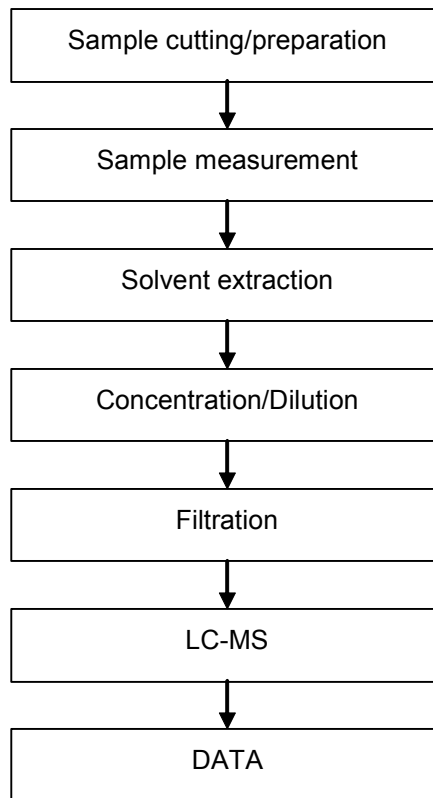 Sample cutting/preparation
Sample measurement
Solvent extraction
Concentration/Dilution
Filtration
LC-MS
DATA